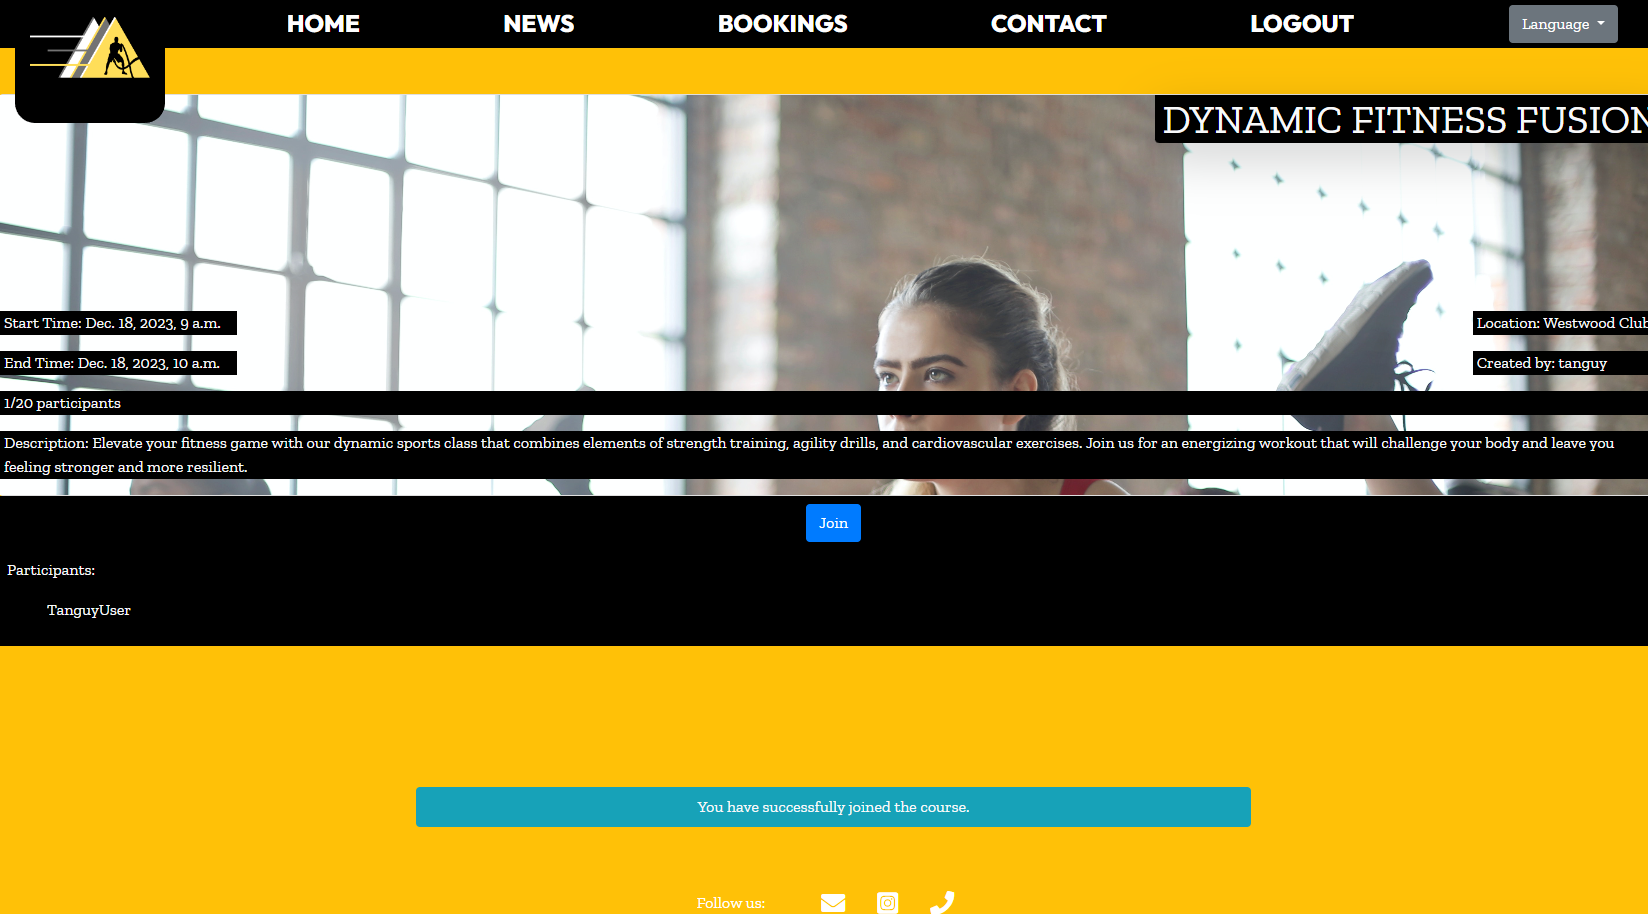 HOME NEWS BOOKINGS CONTACT LOGOUT Language
DYNAMIC FITNESS FUSION
Start Time: Dec. 18, 2023, 9 a.m.
Location: Westwood Club
End Time: Dec. 18, 2023, 10 a.m.
Created by: tanguy
1/20 participants
Description: Elevate your fitness game with our dynamic sports class that combines elements of strength training, agility drills, and cardiovascular exercises. Join us for an energizing workout that will challenge your body and leave you
feeling stronger and more resilient.
Join
Participants:
TanguyUser
You have successfully joined the course.
Follow us: